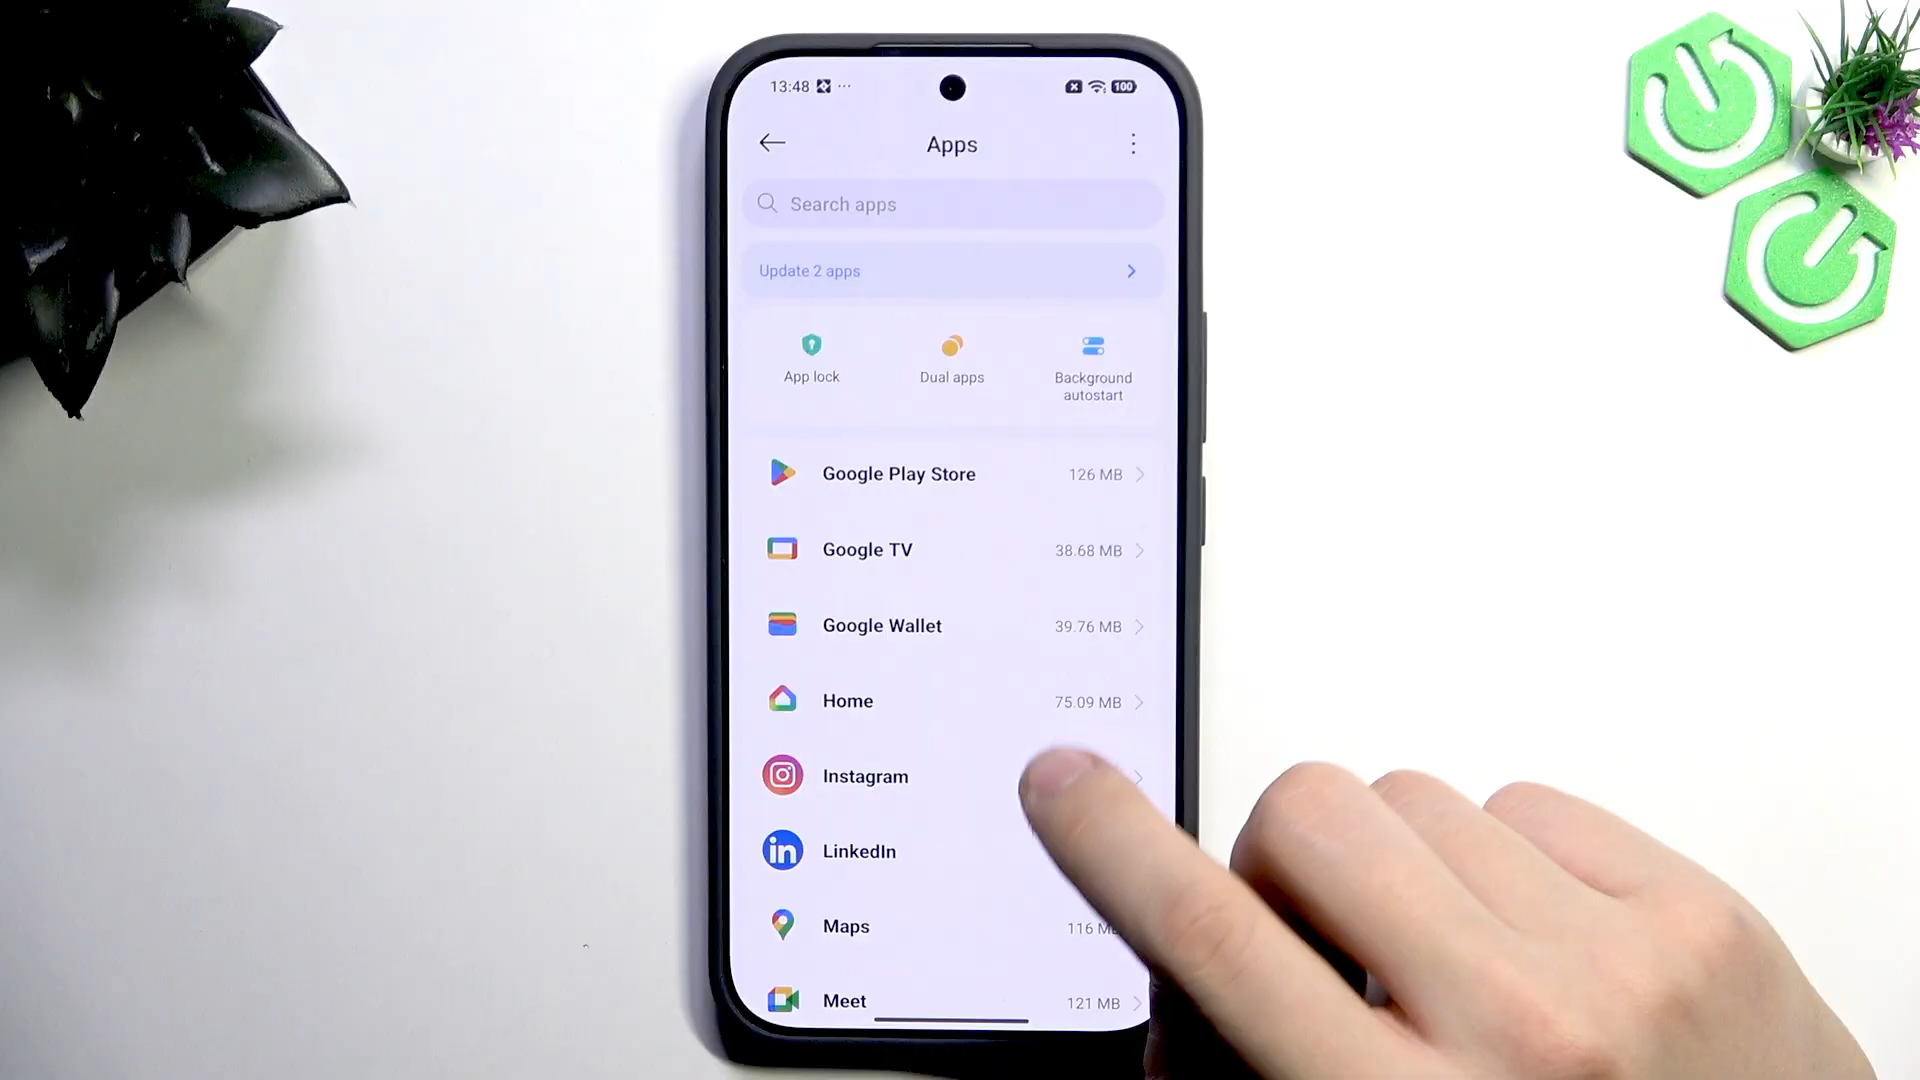 13:48 ... 100
Apps
Search apps
Update 2 apps
App lock
Dual apps
Background
autostart
Google Play Store 126 MB
Google TV 38.68 MB
Google Wallet 39.76 MB
Home 75.09 MB
Instagram
in LinkedIn
Maps 116
Meet 121 MB